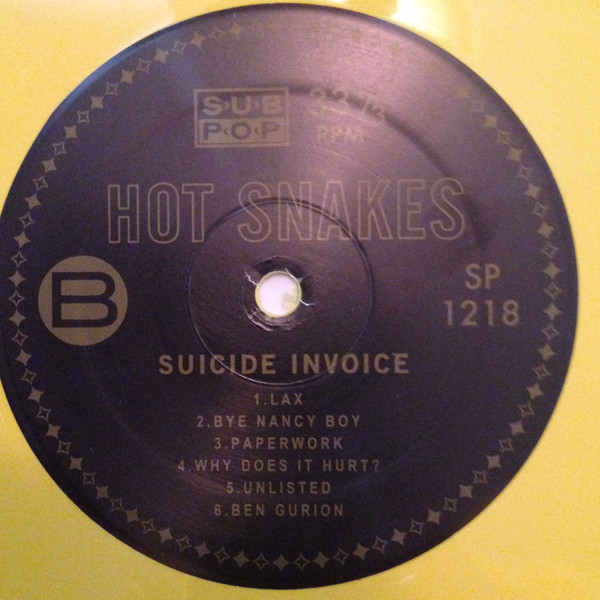 SUB
POP
33 1/3
RPM
HOT SNAKES
B
SP
1218
SUICIDE INVOICE
1.LAX
2.BYE NANCY BOY
3.PAPERWORK
4.WHY DOES IT HURT?
5.UNLISTED
6.BEN GURION